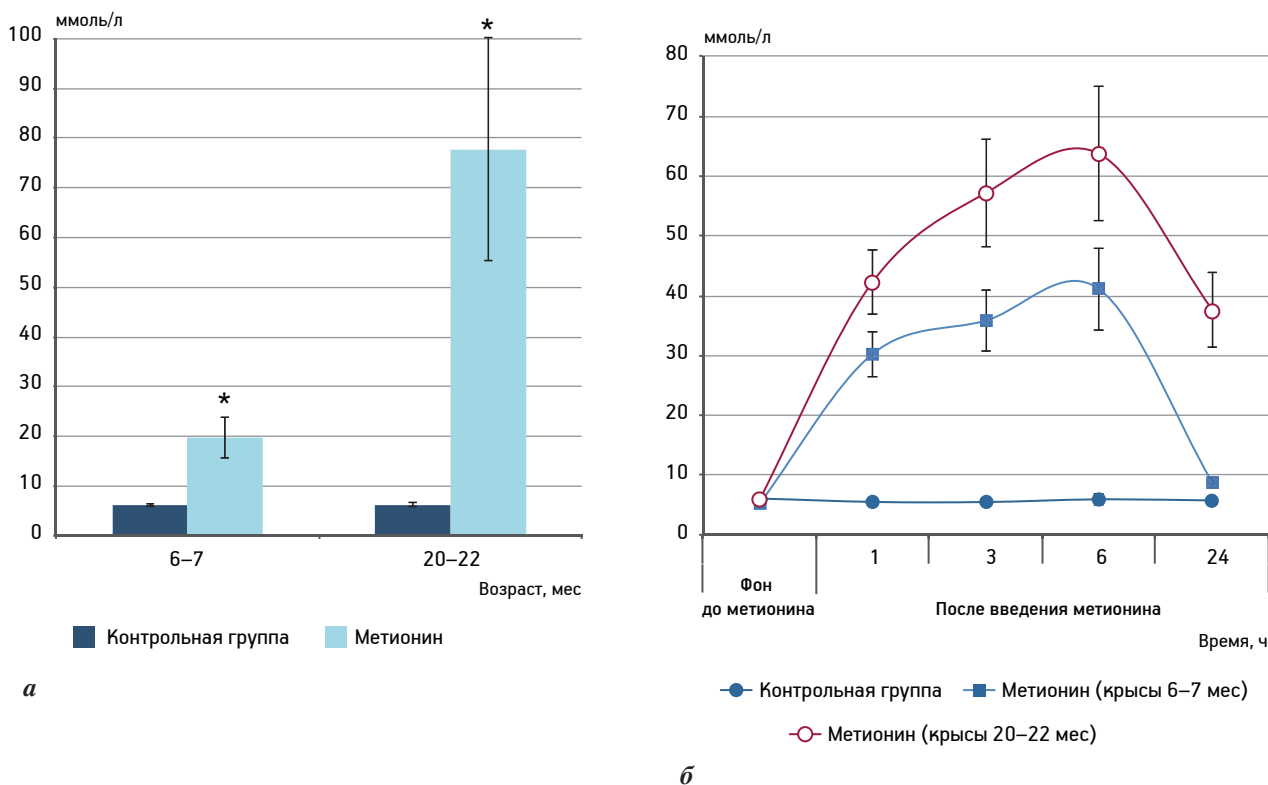 ммоль/л
100
*
90
80
70
60
50
40
30
*
20
10
0
6–7
20–22
Возраст, мес
Контрольная группа
Метионин
а
ммоль/л
80
70
60
50
40
30
20
10
0
1
3
6
24
Фон
до метионина
После введения метионина
Время, ч
Контрольная группа
Метионин (крысы 6–7 мес)
Метионин (крысы 20–22 мес)
б